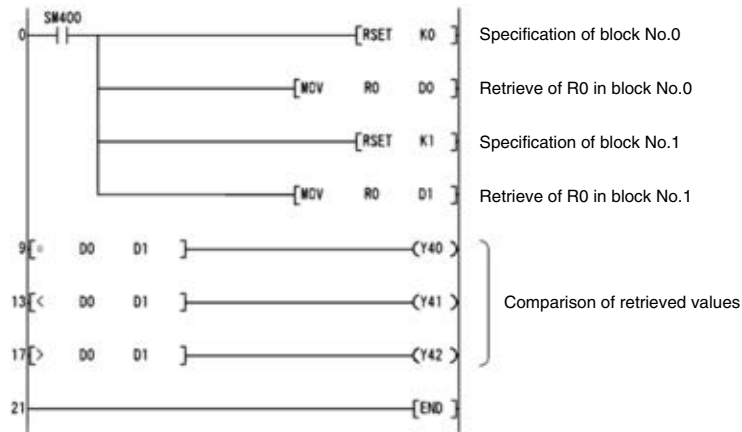 SM400
0 [RSET K0 ] Specification of block No.0
[MOV R0 D0 ] Retrieve of R0 in block No.0
[RSET K1 ] Specification of block No.1
[MOV R0 D1 ] Retrieve of R0 in block No.1
9 [= D0 D1 ] (Y40 )
13 [< D0 D1 ] (Y41 ) Comparison of retrieved values
17 [> D0 D1 ] (Y42 )
21 [END ]